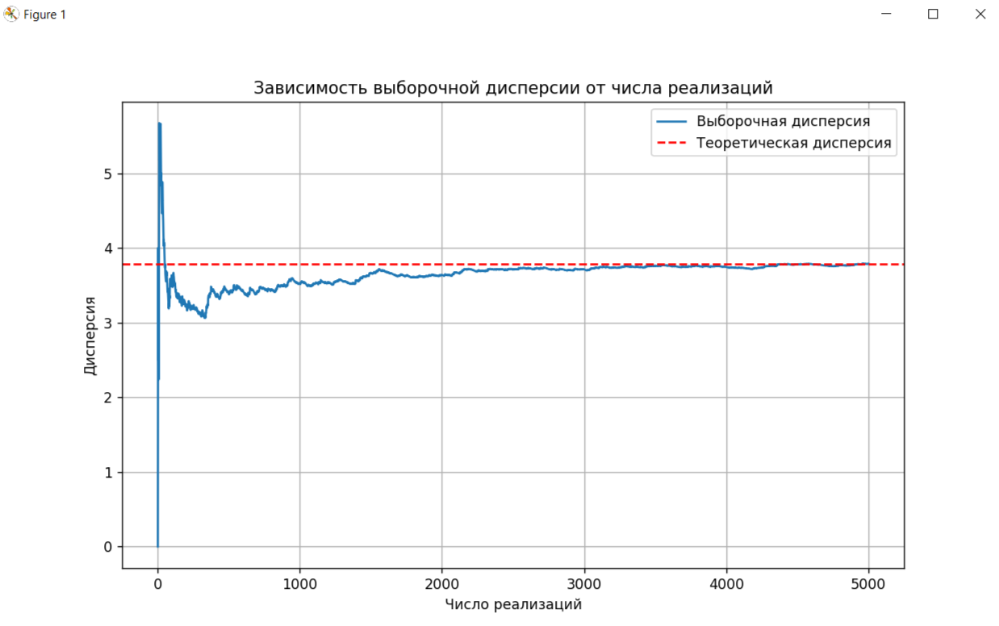 Figure 1
Зависимость выборочной дисперсии от числа реализаций
Выборочная дисперсия
Теоретическая дисперсия
Дисперсия
5
4
3
2
1
0
0 1000 2000 3000 4000 5000
Число реализаций